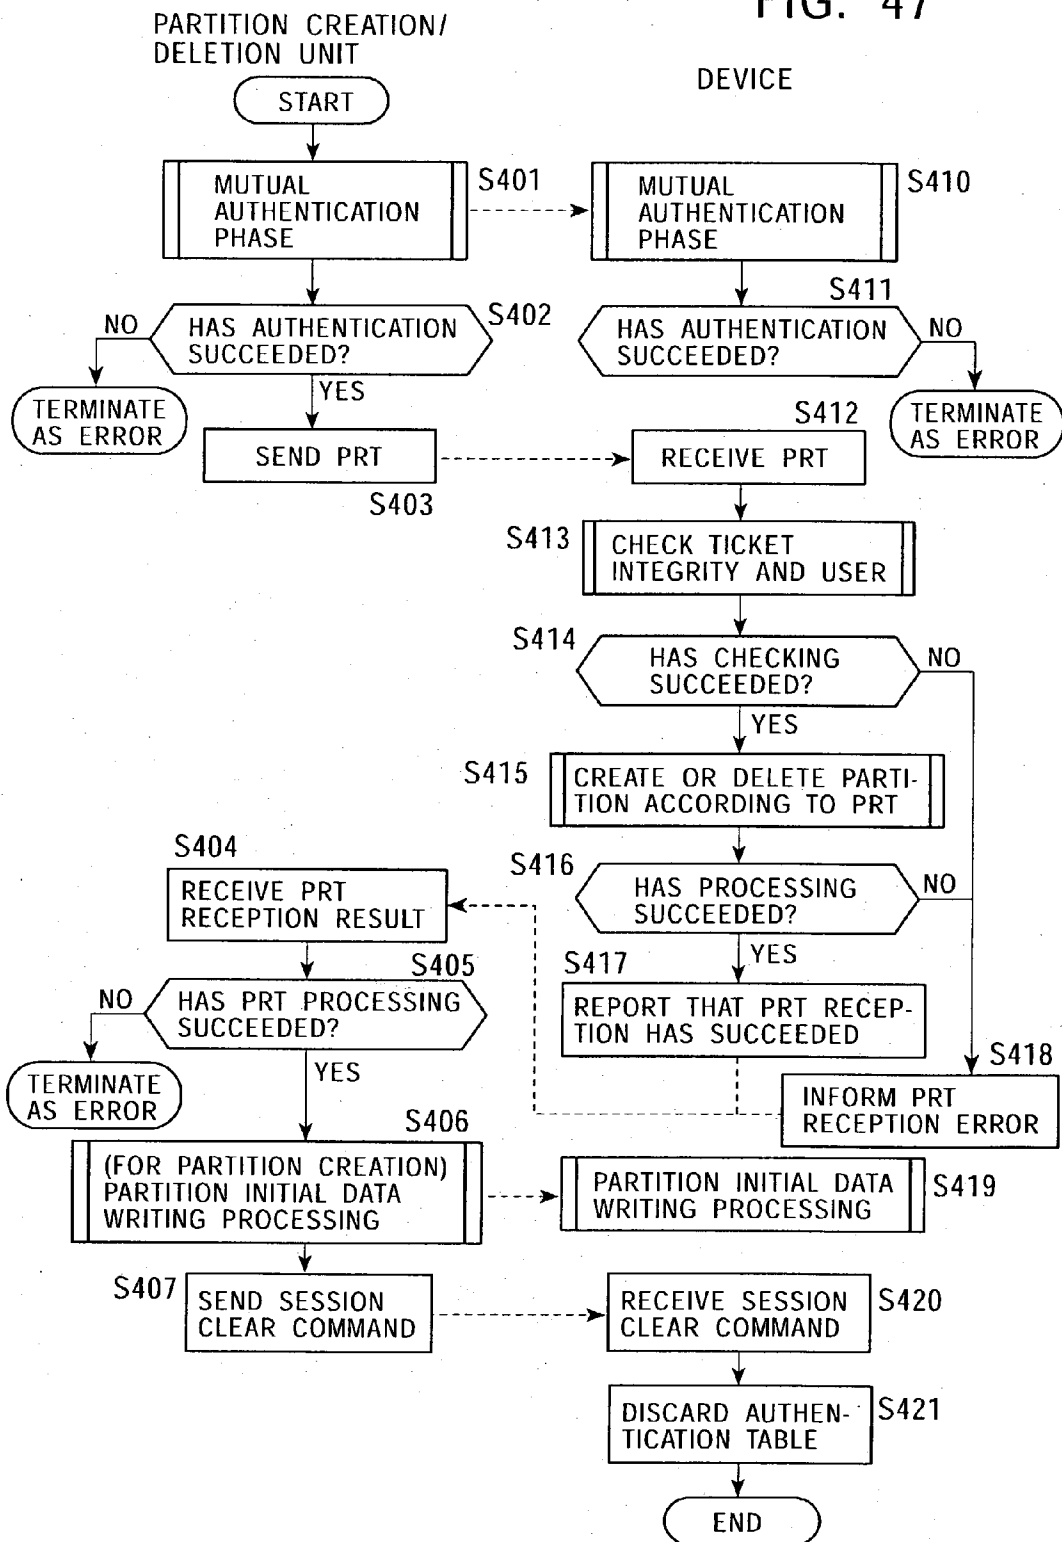 FIG. 47
PARTITION CREATION/
DELETION UNIT
DEVICE
START
MUTUAL
AUTHENTICATION
PHASE
S401
MUTUAL
AUTHENTICATION
PHASE
S410
HAS AUTHENTICATION
SUCCEEDED?
S402
NO
YES
TERMINATE
AS ERROR
S411
HAS AUTHENTICATION
SUCCEEDED?
NO
TERMINATE
AS ERROR
SEND PRT
S403
S412
RECEIVE PRT
S413
CHECK TICKET
INTEGRITY AND USER
S414
HAS CHECKING
SUCCEEDED?
NO
YES
S415
CREATE OR DELETE PARTI-
TION ACCORDING TO PRT
S404
RECEIVE PRT
RECEPTION RESULT
S416
HAS PROCESSING
SUCCEEDED?
NO
YES
S405
HAS PRT PROCESSING
SUCCEEDED?
NO
YES
TERMINATE
AS ERROR
S417
REPORT THAT PRT RECEP-
TION HAS SUCCEEDED
S418
INFORM PRT
RECEPTION ERROR
S406
(FOR PARTITION CREATION)
PARTITION INITIAL DATA
WRITING PROCESSING
PARTITION INITIAL DATA
WRITING PROCESSING
S419
S407
SEND SESSION
CLEAR COMMAND
RECEIVE SESSION
CLEAR COMMAND
S420
DISCARD AUTHEN-
TICATION TABLE
S421
END